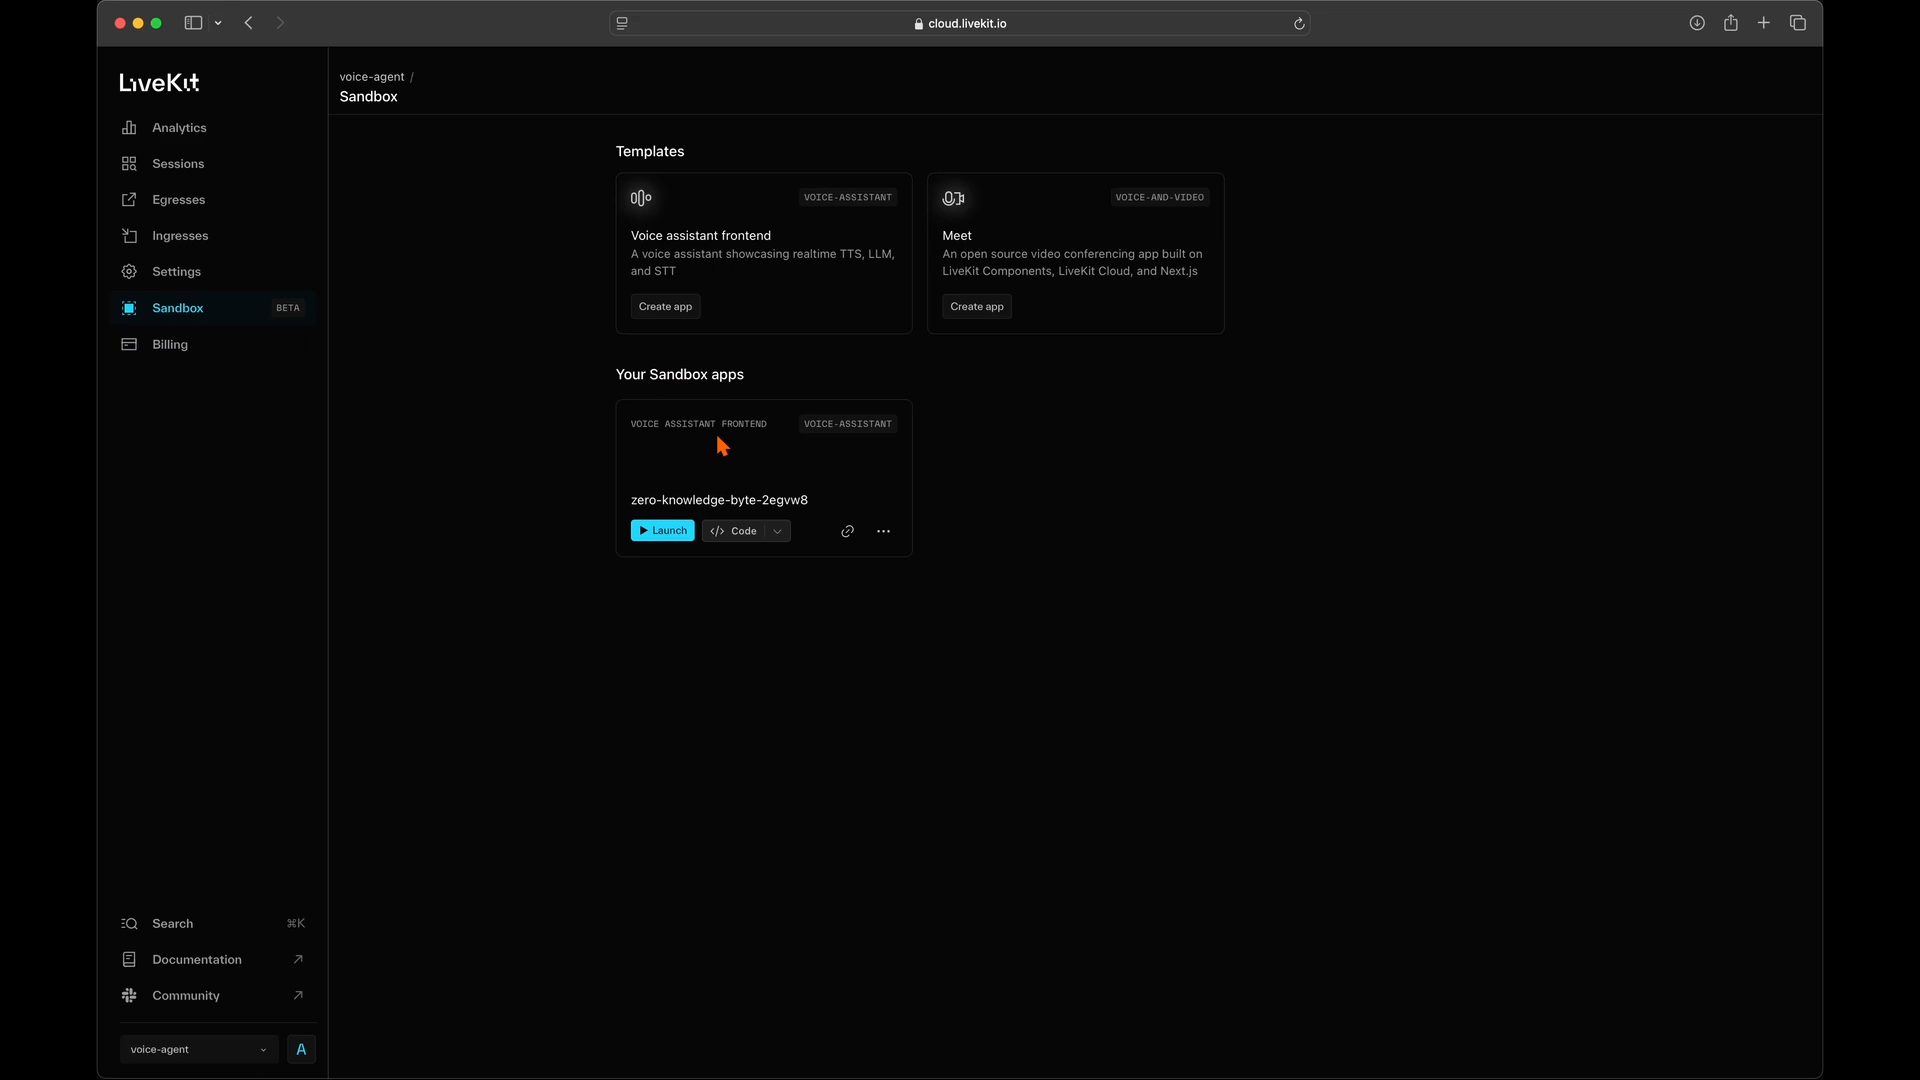 cloud.livekit.io
LiveKit
Analytics
Sessions
Egresses
Ingresses
Settings
Sandbox BETA
Billing
Search ⌘K
Documentation
Community
voice-agent A
voice-agent /
Sandbox
Templates
VOICE-ASSISTANT
Voice assistant frontend
A voice assistant showcasing realtime TTS, LLM,
and STT
Create app
VOICE-AND-VIDEO
Meet
An open source video conferencing app built on
LiveKit Components, LiveKit Cloud, and Next.js
Create app
Your Sandbox apps
VOICE ASSISTANT FRONTEND VOICE-ASSISTANT
zero-knowledge-byte-2egvw8
Launch </> Code